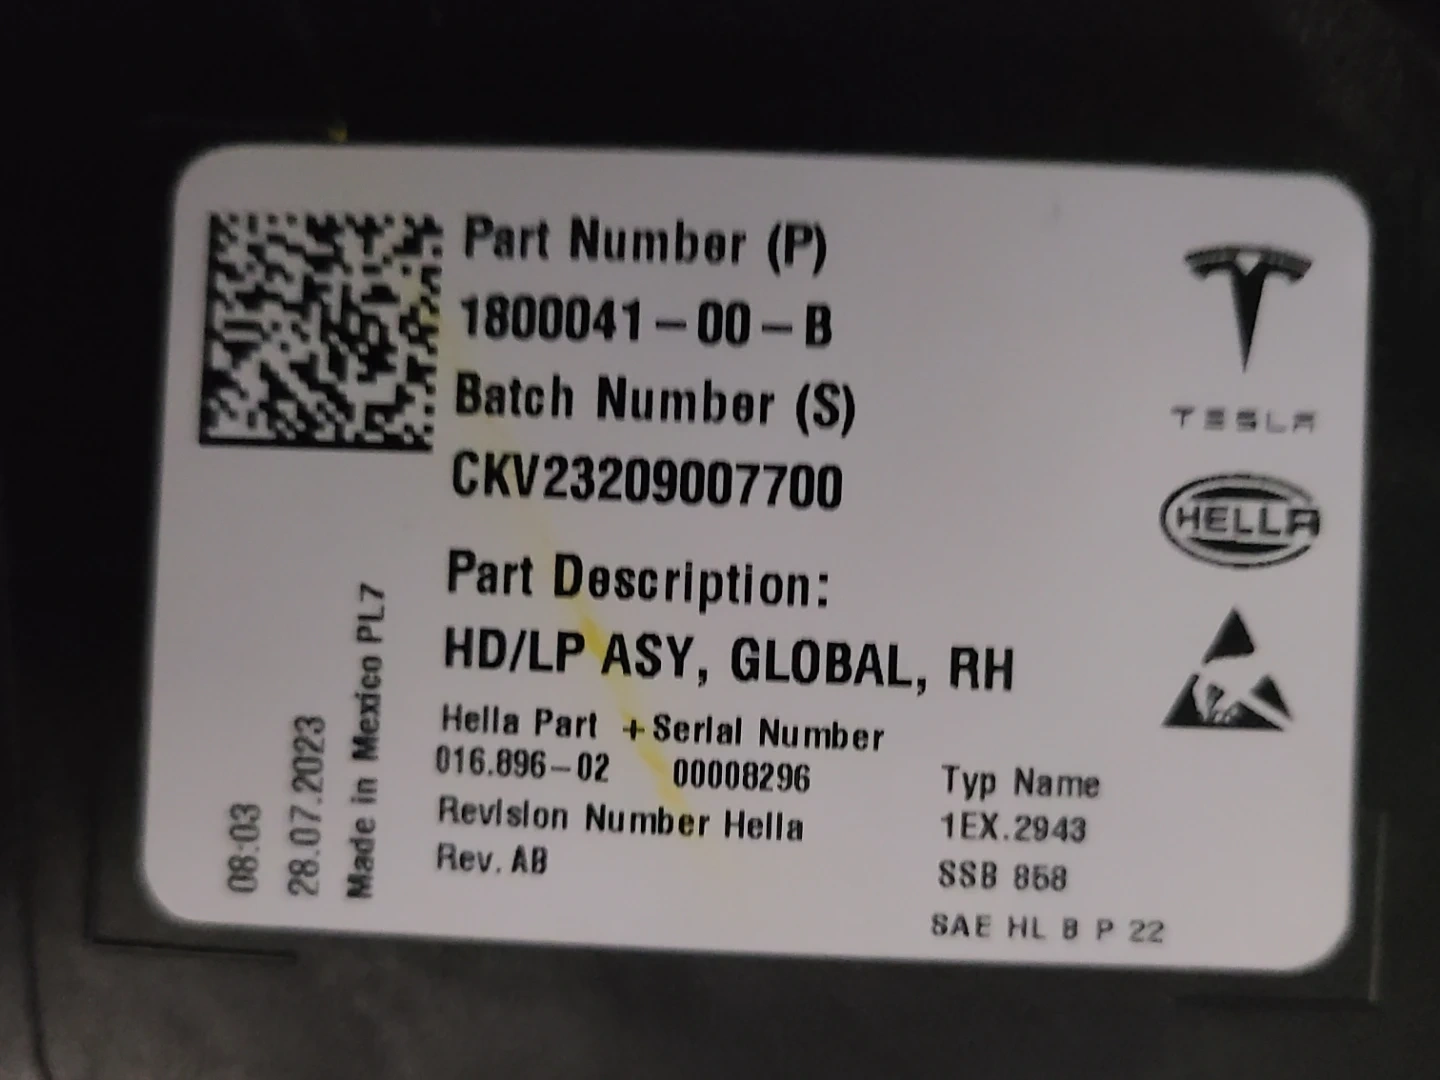 Part Number (P)
1800041-00-B
Batch Number (S)
CKV23209007700
Part Description:
HD/LP ASY, GLOBAL, RH
Hella Part + Serial Number
016.896-02 00008296
Revision Number Hella
Rev. AB
08:03
28.07.2023
Made in Mexico PL7
TESLA
HELLA
Typ Name
1EX.2943
SSB 858
SAE HL B P 22